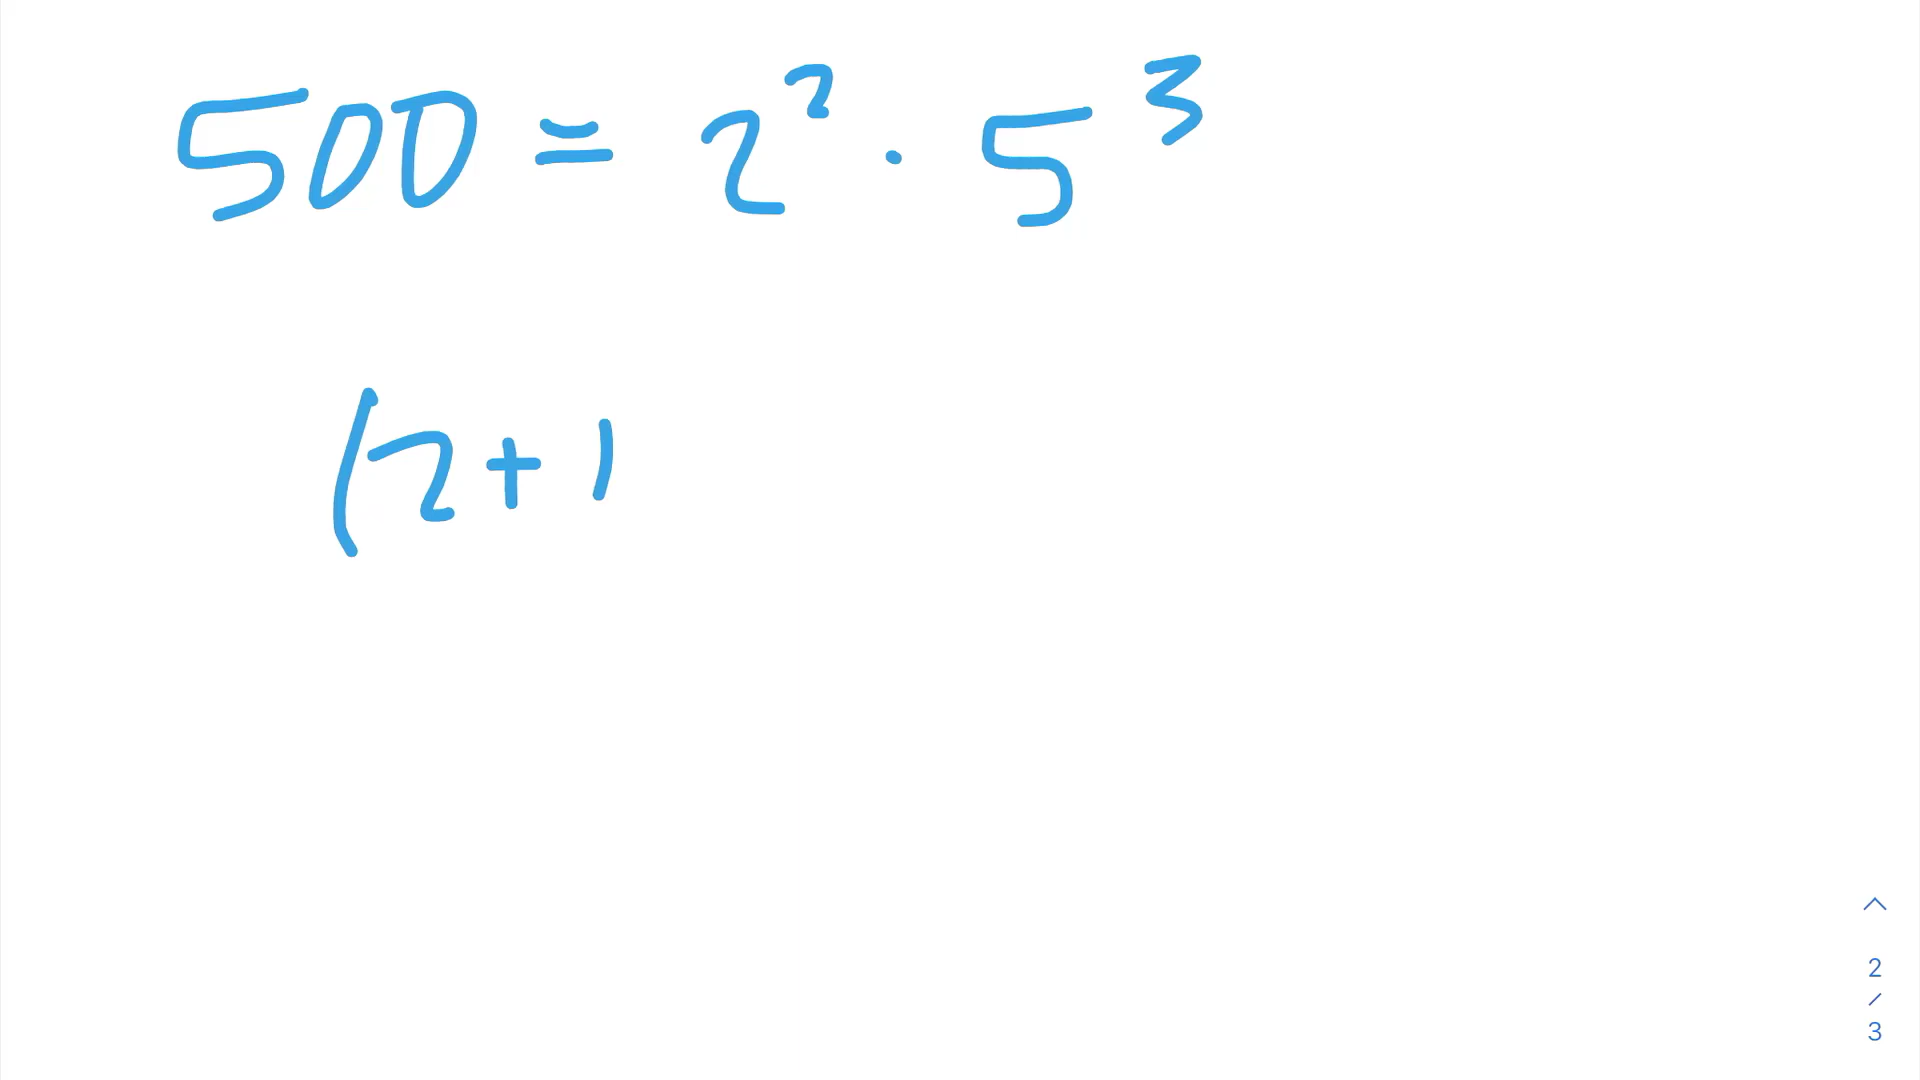 500 = 2² · 5³
(2 + 1
2
/
3